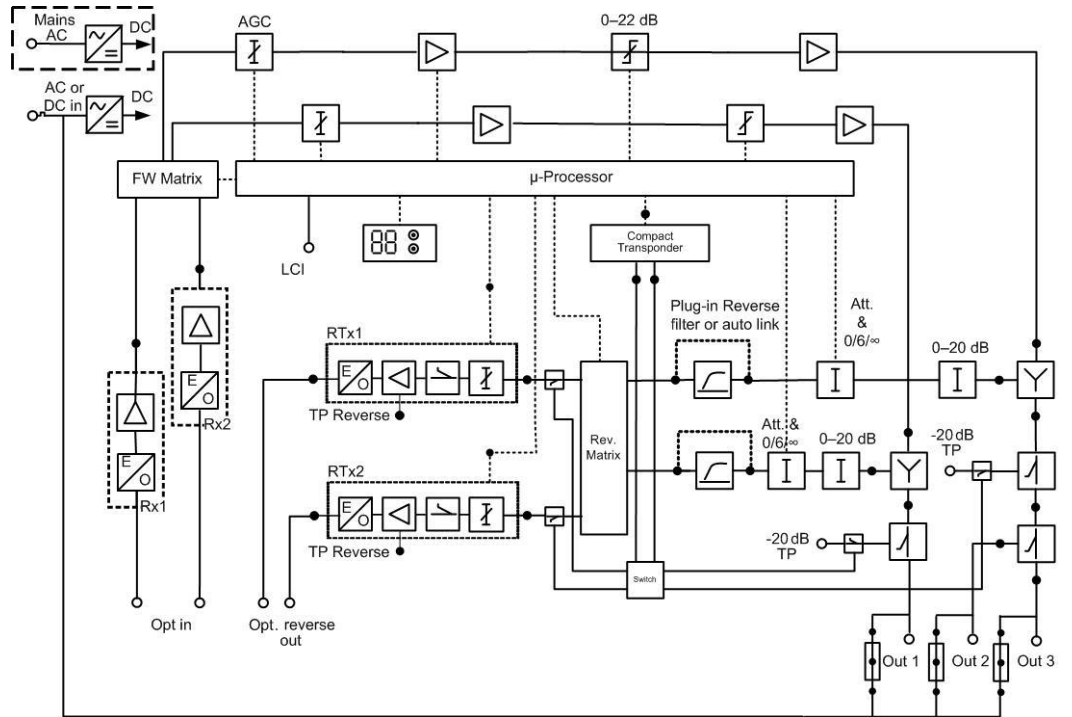 Mains
AC
DC
AGC
0–22 dB
AC or
DC in
DC
FW Matrix
µ-Processor
LCI
88
Compact
Transponder
Plug-in Reverse
filter or auto link
Att.
&
0/6/∞
0–20 dB
RTx1
E
O
TP Reverse
Rx2
E
O
Rx1
E
O
Rev.
Matrix
Att. &
0/6/∞
0–20 dB
-20 dB
TP
RTx2
E
O
TP Reverse
-20 dB
TP
Switch
Opt in
Opt. reverse
out
Out 1
Out 2
Out 3